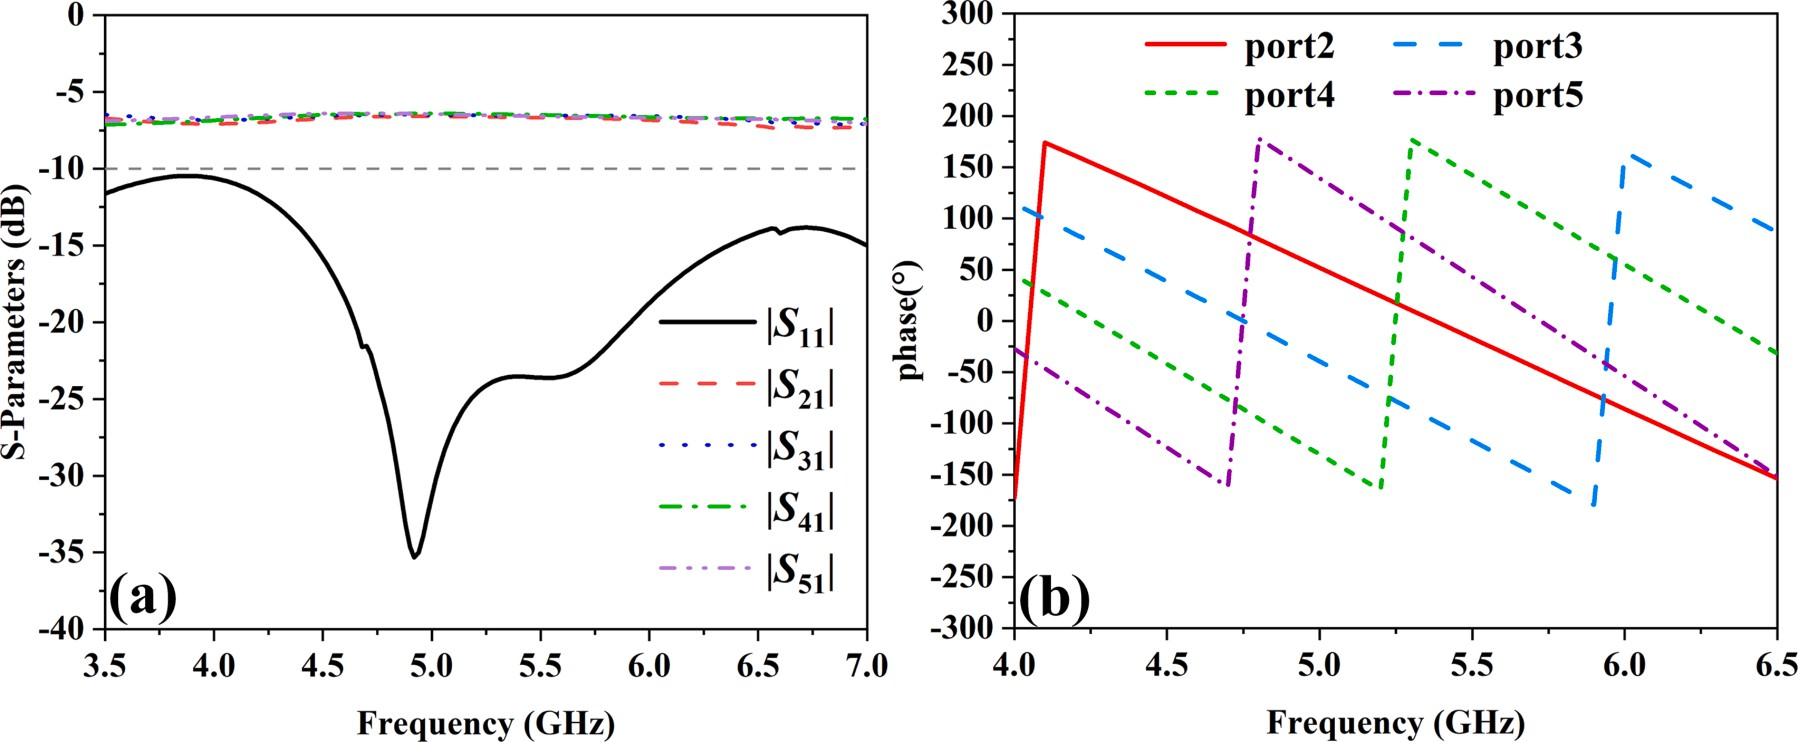 0
-5
-10
-15
-20
-25
-30
-35
-40
S-Parameters (dB)
|S11|
|S21|
|S31|
|S41|
|S51|
(a)
3.5 4.0 4.5 5.0 5.5 6.0 6.5 7.0
Frequency (GHz)
300
250
200
150
100
50
0
-50
-100
-150
-200
-250
-300
phase(°)
port2 port3
port4 port5
(b)
4.0 4.5 5.0 5.5 6.0 6.5
Frequency (GHz)